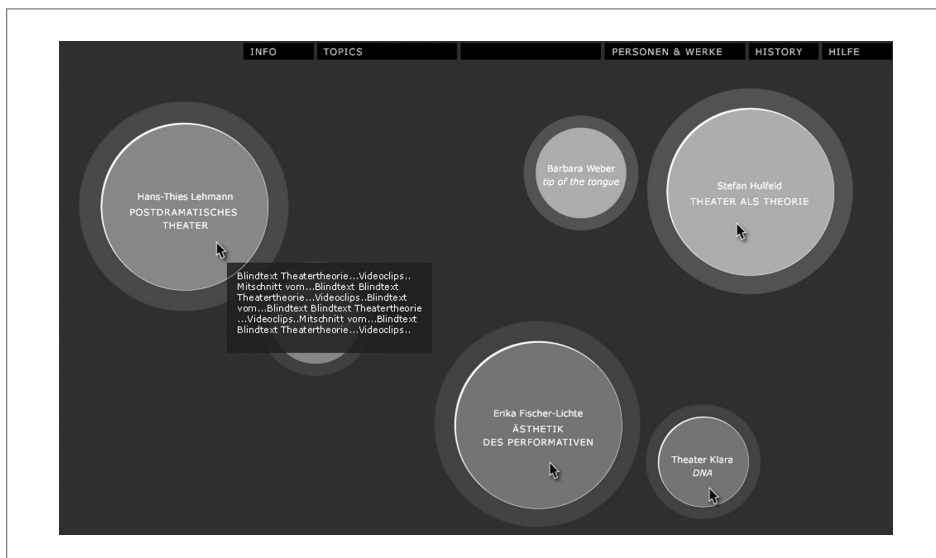 INFO
TOPICS
PERSONEN & WERKE
HISTORY
HILFE
Hans-Thies Lehmann
POSTDRAMATISCHES
THEATER
Barbara Weber
tip of the tongue
Stefan Hulfeld
THEATER ALS THEORIE
Blindtext Theatertheorie...Videoclips..
Mitschnitt vom...Blindtext Blindtext
Theatertheorie...Videoclips..Blindtext
vom...Blindtext Blindtext Theatertheorie
...Videoclips..Mitschnitt vom...Blindtext
Blindtext Theatertheorie...Videoclips..
Erika Fischer-Lichte
ÄSTHETIK
DES PERFORMATIVEN
Theater Klara
DNA